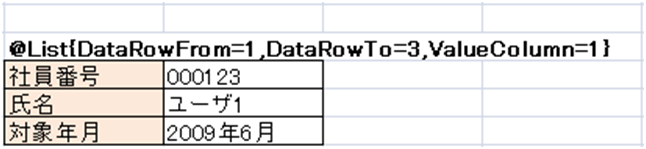 @List{DataRowFrom=1,DataRowTo=3,ValueColumn=1}
社員番号 000123
氏名 ユーザ1
対象年月 2009年6月